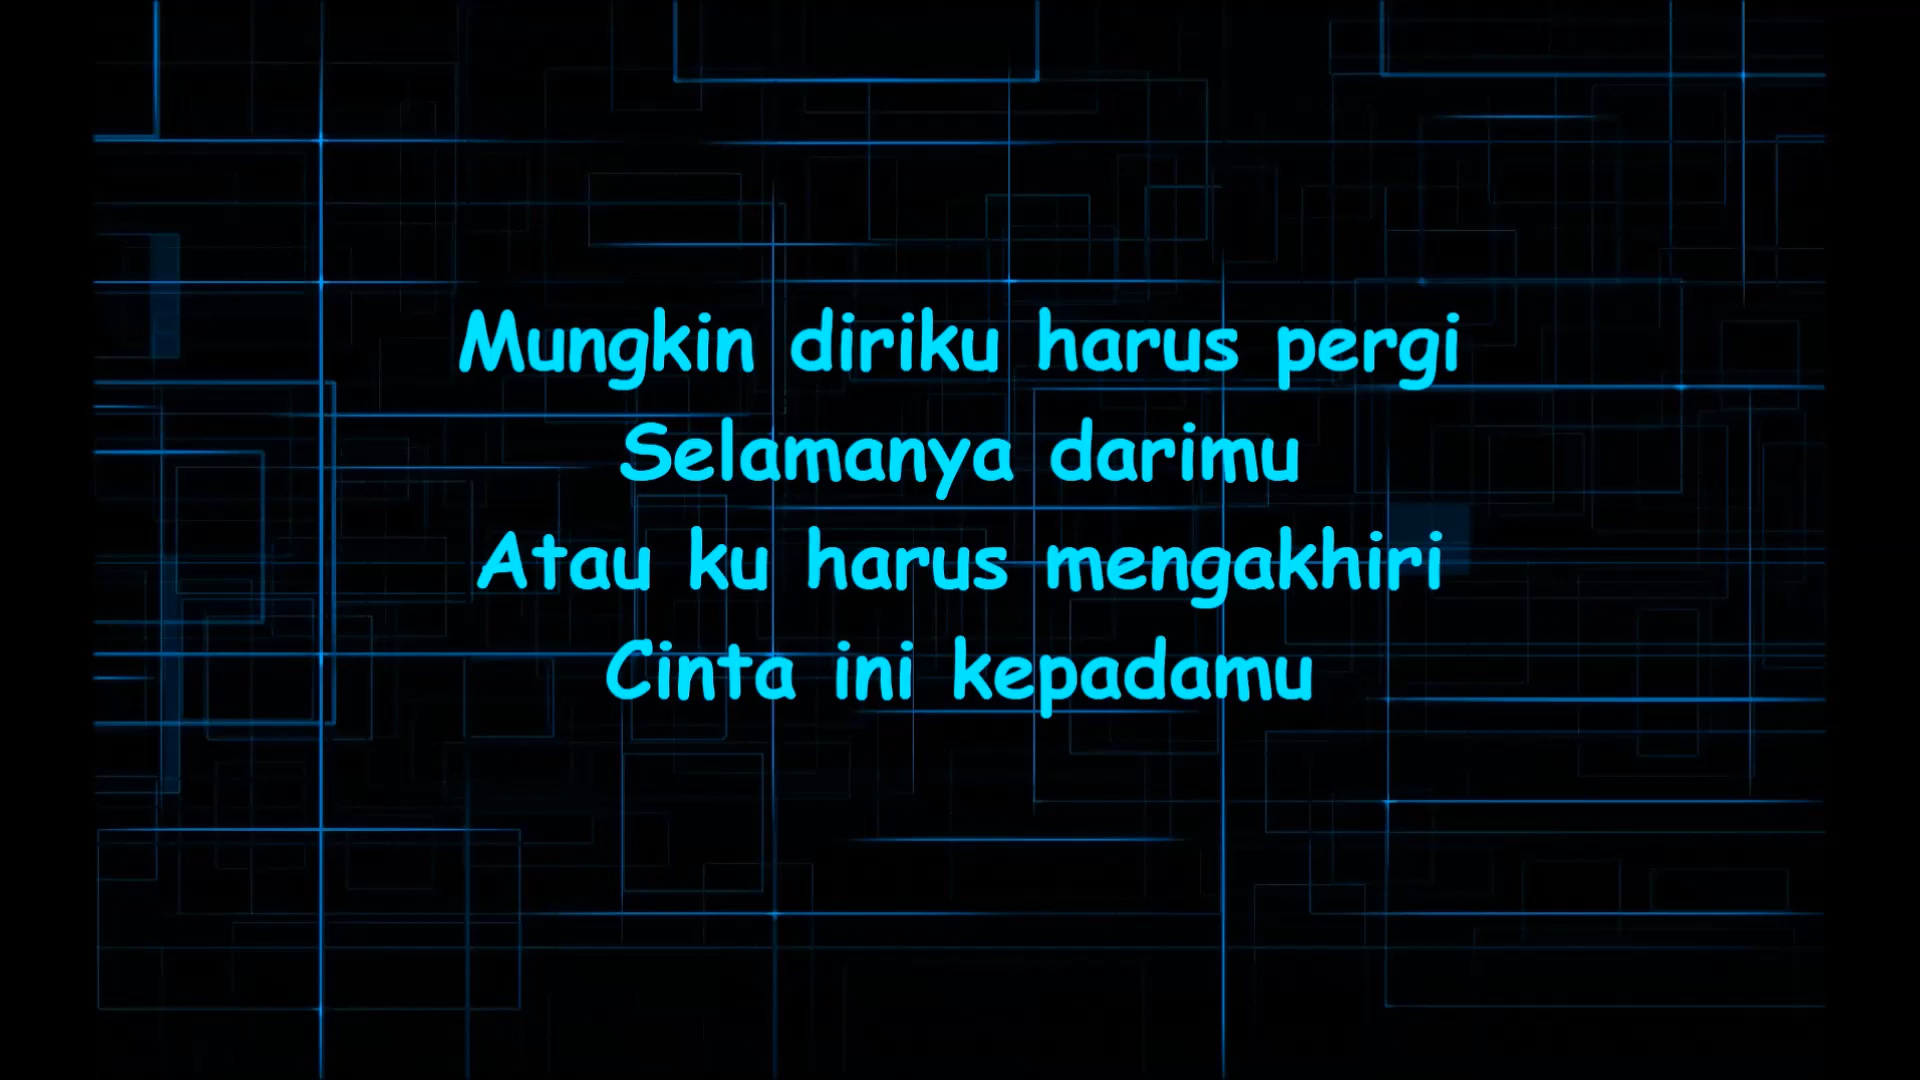 Mungkin diriku harus pergi
Selamanya darimu
Atau ku harus mengakhiri
Cinta ini kepadamu